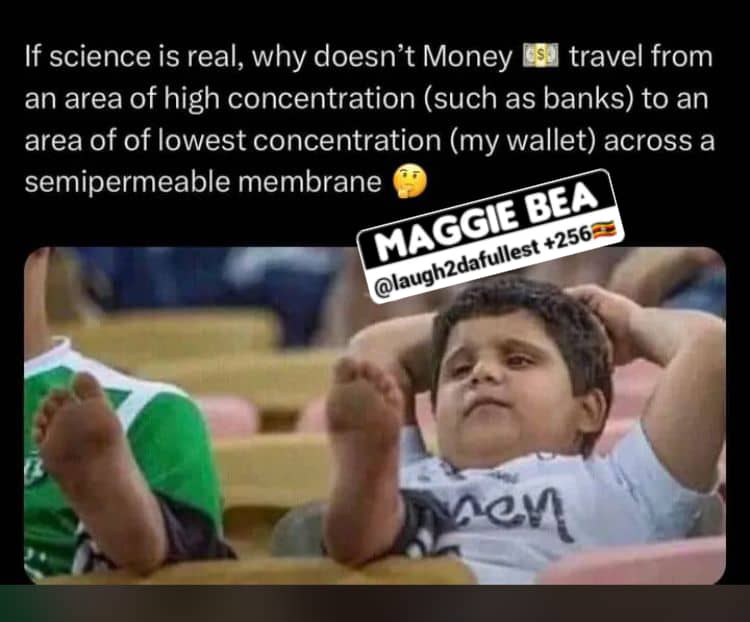 If science is real, why doesn’t Money 💵 travel from
an area of high concentration (such as banks) to an
area of of lowest concentration (my wallet) across a
semipermeable membrane 🤔
MAGGIE BEA
@laugh2dafullest +256🇺🇬